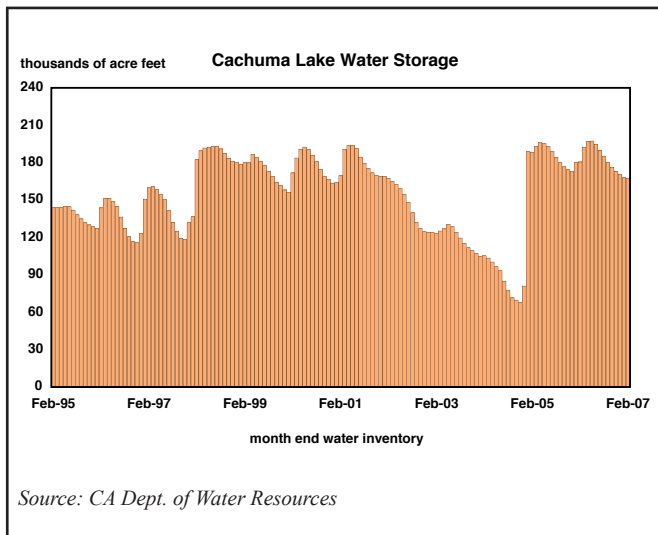 Cachuma Lake Water Storage
thousands of acre feet
240
210
180
150
120
90
60
30
0
Feb-95 Feb-97 Feb-99 Feb-01 Feb-03 Feb-05 Feb-07
month end water inventory
Source: CA Dept. of Water Resources